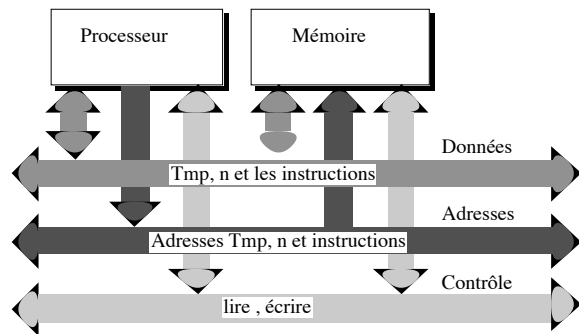 Processeur
Mémoire
Données
Tmp, n et les instructions
Adresses
Adresses Tmp, n et instructions
Contrôle
lire , écrire